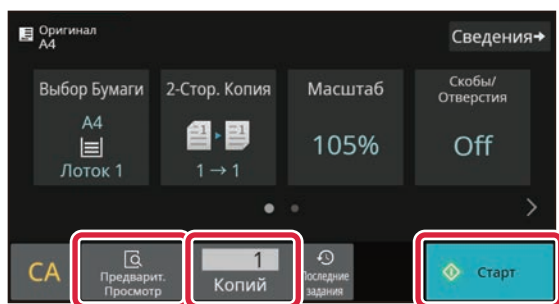 Оригинал
A4
Сведения
Выбор Бумаги
A4
Лоток 1
2-Стор. Копия
1 → 1
Масштаб
105%
Скобы/
Отверстия
Off
CA
Предварит.
Просмотр
1
Копий
Последние
задания
Старт